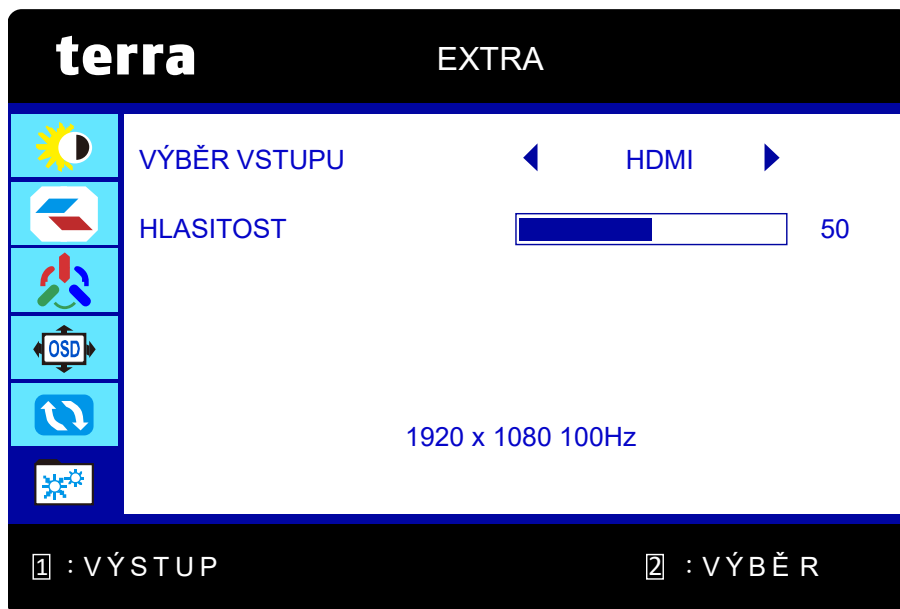 terra EXTRA
VÝBĚR VSTUPU HDMI
HLASITOST 50
OSD
1920 x 1080 100Hz
1 : VÝSTUP 2 : VÝBĚR